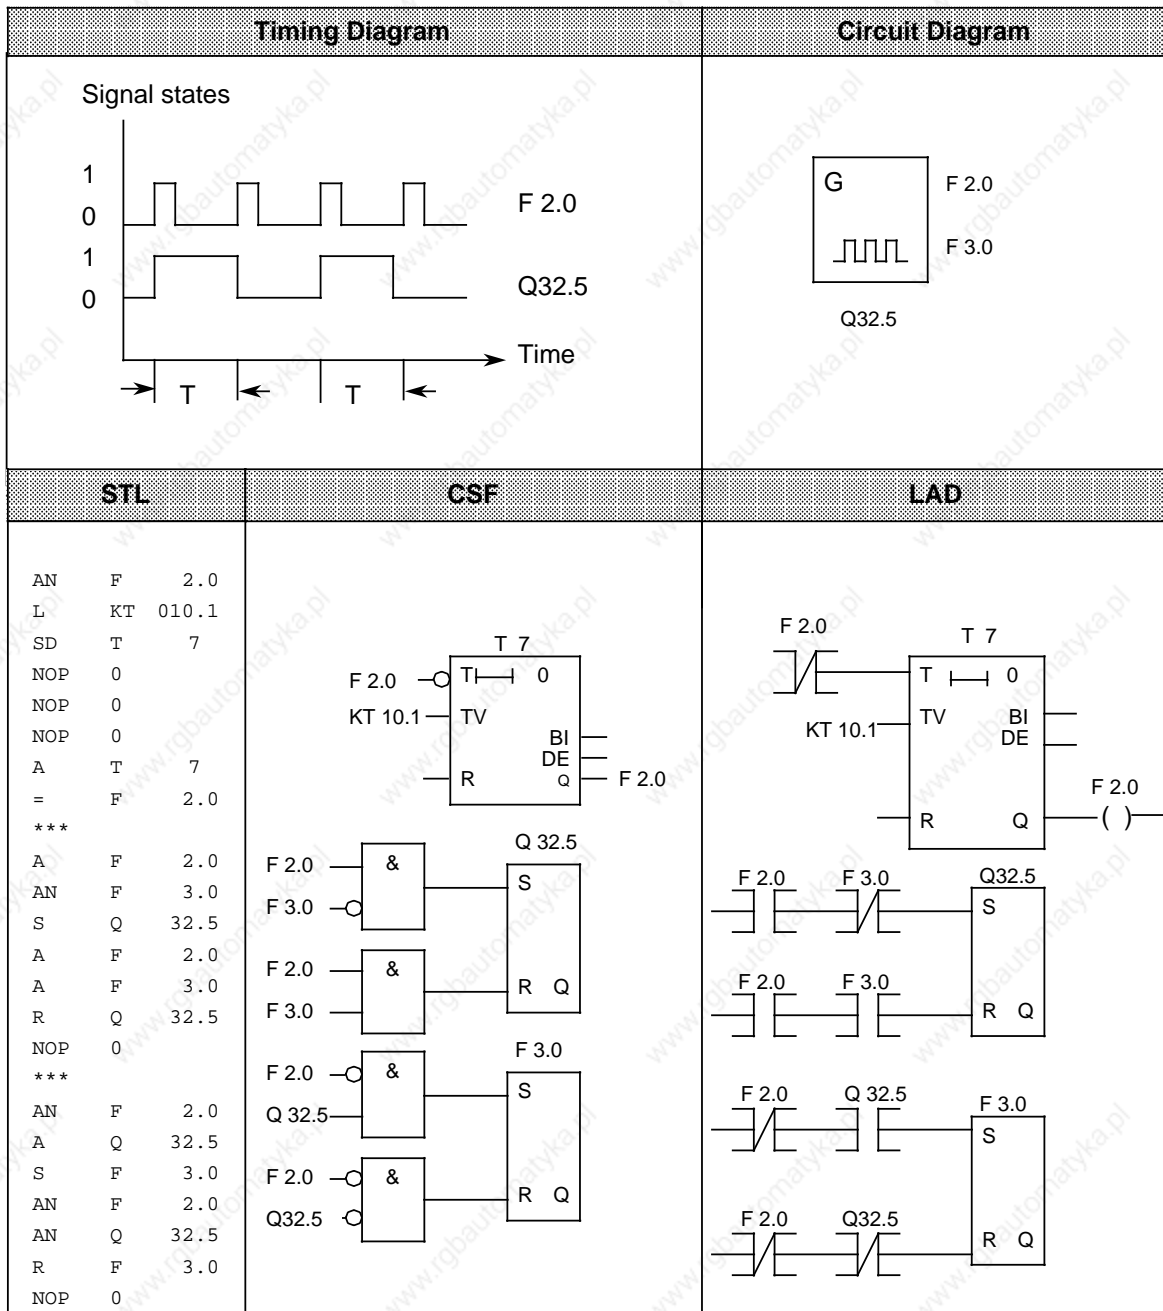 Timing Diagram
Circuit Diagram
Signal states
1
0
F 2.0
1
0
Q32.5
Time
T
T
G
F 2.0
F 3.0
Q32.5
STL
CSF
LAD
AN F 2.0
L KT 010.1
SD T 7
NOP 0
NOP 0
NOP 0
A T 7
= F 2.0
***
A F 2.0
AN F 3.0
S Q 32.5
A F 2.0
A F 3.0
R Q 32.5
NOP 0
***
AN F 2.0
A Q 32.5
S F 3.0
AN F 2.0
AN Q 32.5
R F 3.0
NOP 0
T 7
F 2.0
T 0
KT 10.1
TV
BI
DE
R
Q
F 2.0
Q 32.5
F 2.0
&
S
F 3.0
F 2.0
&
R Q
F 3.0
F 3.0
F 2.0
&
S
Q 32.5
F 2.0
&
R Q
Q32.5
F 2.0
T 7
T 0
KT 10.1
TV
BI
DE
F 2.0
R
Q
( )
F 2.0
F 3.0
Q32.5
S
F 2.0
F 3.0
R Q
F 2.0
Q 32.5
F 3.0
S
F 2.0
Q32.5
R Q
www.rgbautomatyka.pl